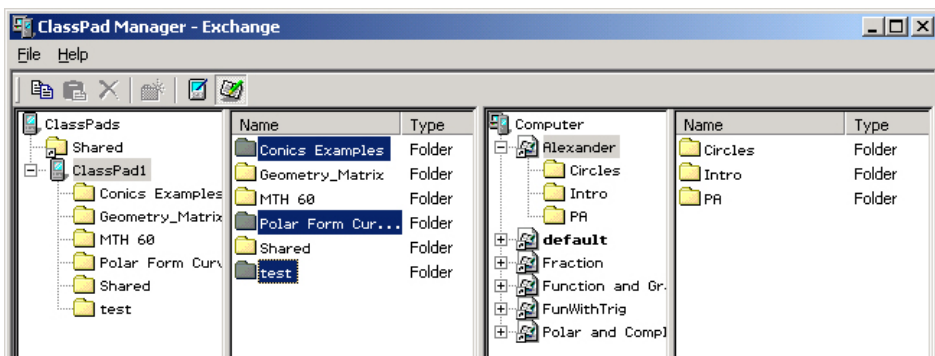 ClassPad Manager - Exchange
File Help
ClassPads
Shared
ClassPad1
Conics Examples
Geometry_Matrix
MTH 60
Polar Form Curv
Shared
test
Name Type
Conics Examples Folder
Geometry_Matrix Folder
MTH 60 Folder
Polar Form Cur... Folder
Shared Folder
test Folder
Computer
Alexander
Circles
Intro
PA
default
Fraction
Function and Gr.
FunWithTrig
Polar and Compl
Name Type
Circles Folder
Intro Folder
PA Folder